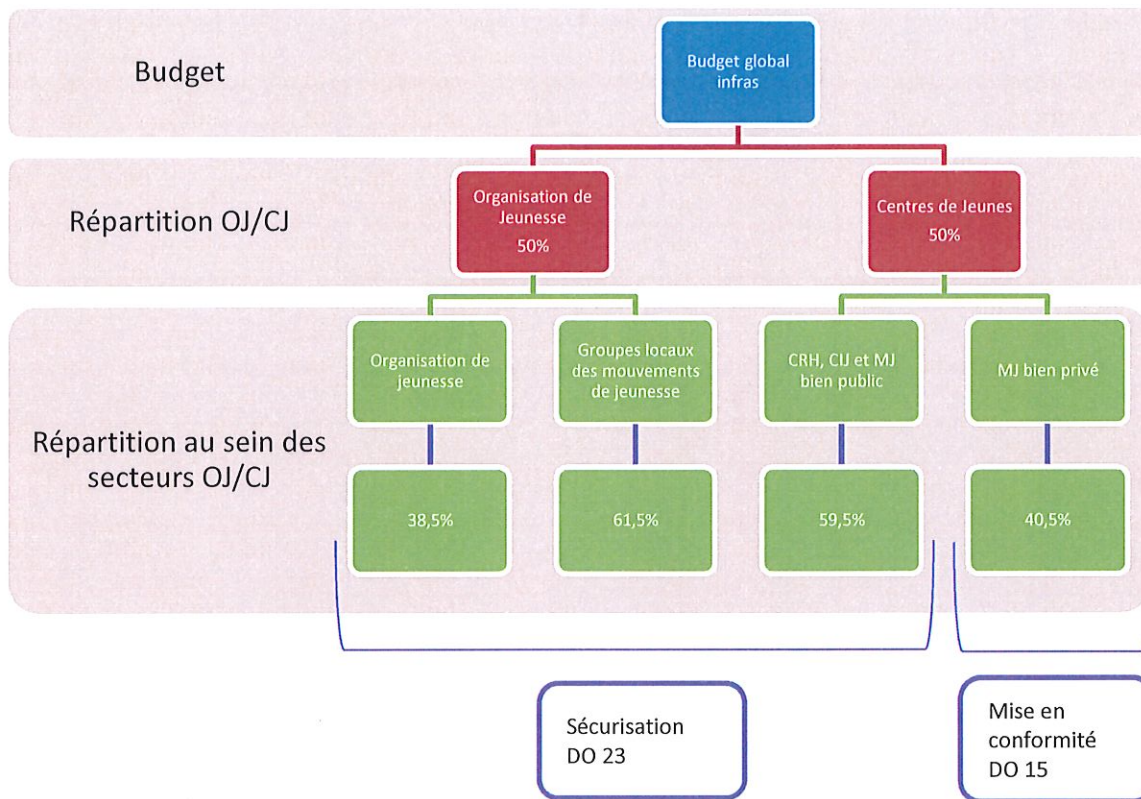 Budget
Budget global
infras
Répartition OJ/CJ
Organisation de
Jeunesse
50%
Centres de Jeunes
50%
Répartition au sein des
secteurs OJ/CJ
Organisation de
jeunesse
Groupes locaux
des mouvements
de jeunesse
CRH, CIJ et MJ
bien public
MJ bien privé
38,5%
61,5%
59,5%
40,5%
Sécurisation
DO 23
Mise en
conformité
DO 15